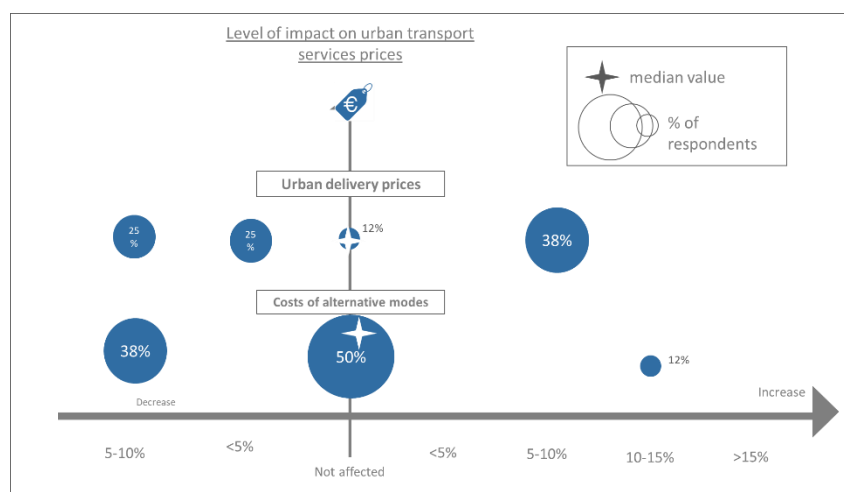 Level of impact on urban transport
services prices
€
median value
% of
respondents
Urban delivery prices
25
%
25
%
12%
38%
Costs of alternative modes
38%
50%
12%
Decrease
Increase
5-10%
<5%
Not affected
<5%
5-10%
10-15%
>15%